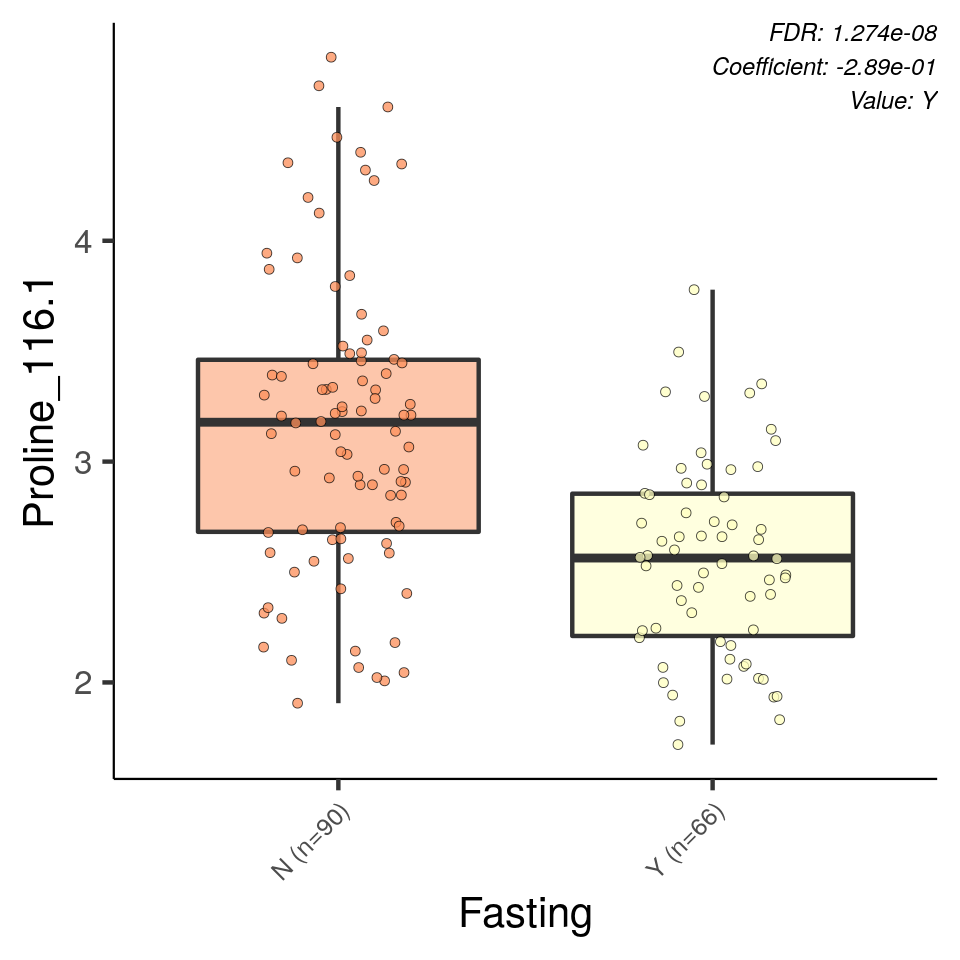 FDR: 1.274e-08
Coefficient: -2.89e-01
Value: Y
Proline_116.1
4
3
2
N (n=90)
Y (n=66)
Fasting